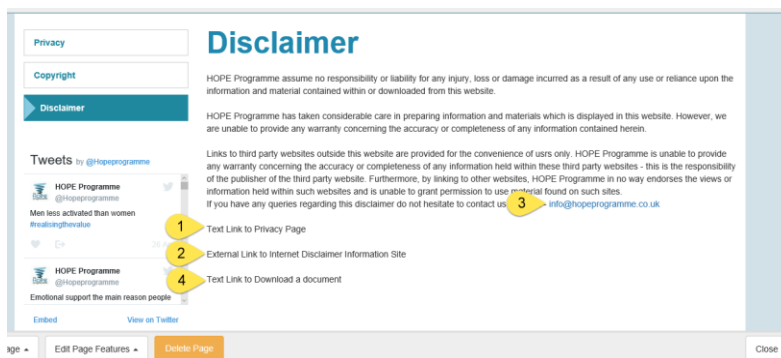 Privacy
Copyright
Disclaimer
Tweets by @Hopeprogramme
HOPE Programme
@Hopeprogramme
Men less activated than women
#realisingthevalue
HOPE Programme
@Hopeprogramme
Emotional support the main reason people
Embed
View on Twitter
Disclaimer
HOPE Programme assume no responsibility or liability for any injury, loss or damage incurred as a result of any use or reliance upon the
information and material contained within or downloaded from this website.
HOPE Programme has taken considerable care in preparing information and materials which is displayed in this website. However, we
are unable to provide any warranty concerning the accuracy or completeness of any information contained herein.
Links to third party websites outside this website are provided for the convenience of usrs only. HOPE Programme is unable to provide
any warranty concerning the accuracy or completeness of any information held within these third party websites - this is the responsibility
of the publisher of the third party website. Furthermore, by linking to other websites, HOPE Programme in no way endorses the views or
information held within such websites and is unable to grant permission to use material found on such sites.
If you have any queries regarding this disclaimer do not hesitate to contact us 3 - info@hopeprogramme.co.uk
1 Text Link to Privacy Page
2 External Link to Internet Disclaimer Information Site
4 Text Link to Download a document
age
Edit Page Features
Delete Page
Close